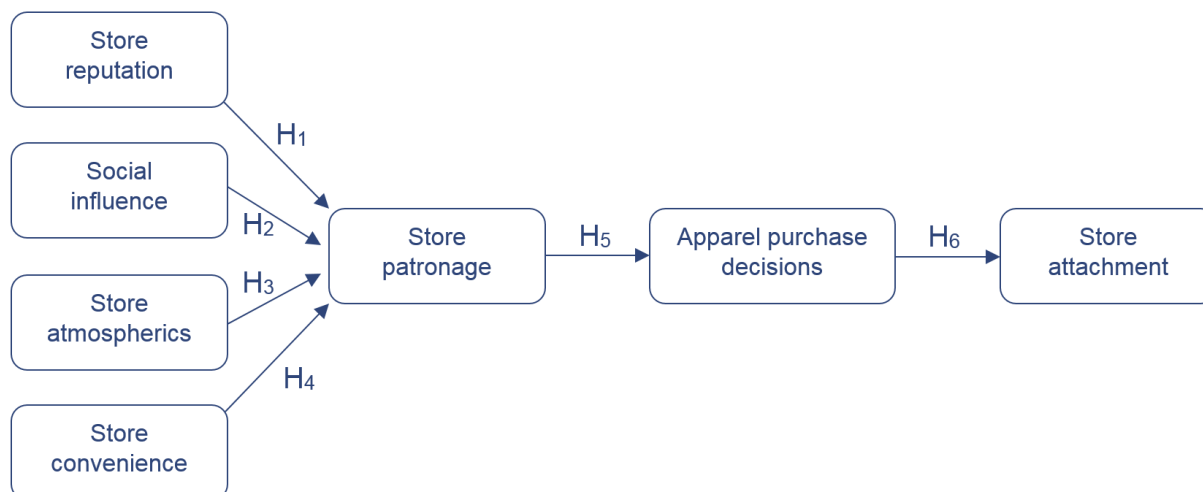 Store
reputation
H₁
Social
influence
H₂
Store
atmospherics
H₃
Store
convenience
H₄
Store
patronage
H₅
Apparel purchase
decisions
H₆
Store
attachment